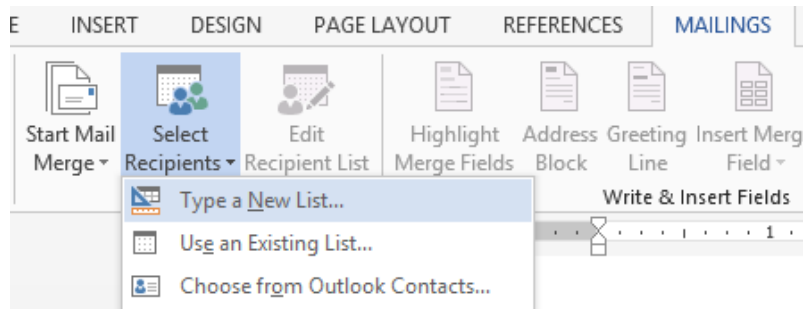 E INSERT DESIGN PAGE LAYOUT REFERENCES MAILINGS
Start Mail Select Edit Highlight Address Greeting Insert Merg
Merge Recipients Recipient List Merge Fields Block Line Field
Type a New List... Write & Insert Fields
Use an Existing List... 1
Choose from Outlook Contacts...